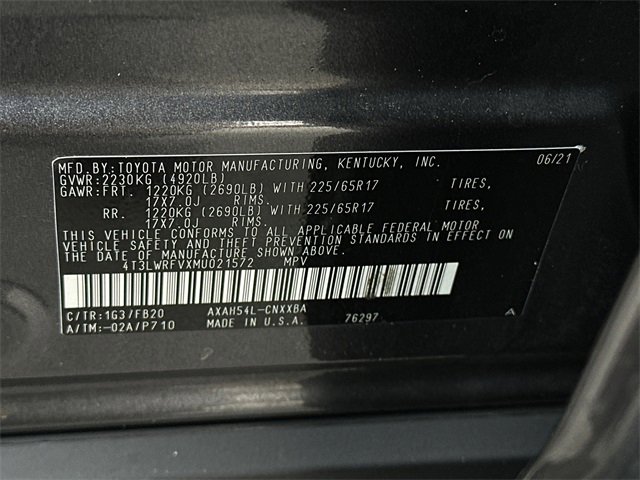 MFD.BY:TOYOTA MOTOR MANUFACTURING, KENTUCKY, INC. 06/21
GVWR:2230KG (4920LB)
GAWR:FRT. 1220KG (2690LB) WITH 225/65R17 TIRES,
17X7.0J RIMS.
RR. 1220KG (2690LB) WITH 225/65R17 TIRES,
17X7.0J RIMS.
THIS VEHICLE CONFORMS TO ALL APPLICABLE FEDERAL MOTOR
VEHICLE SAFETY AND THEFT PREVENTION STANDARDS IN EFFECT ON
THE DATE OF MANUFACTURE SHOWN ABOVE.
4T3LWRFVXMU021572 MPV
C/TR:1G3/FB20 AXAH54L-CNXXBA
A/TM:-02A/P710 MADE IN U.S.A. 76297 A